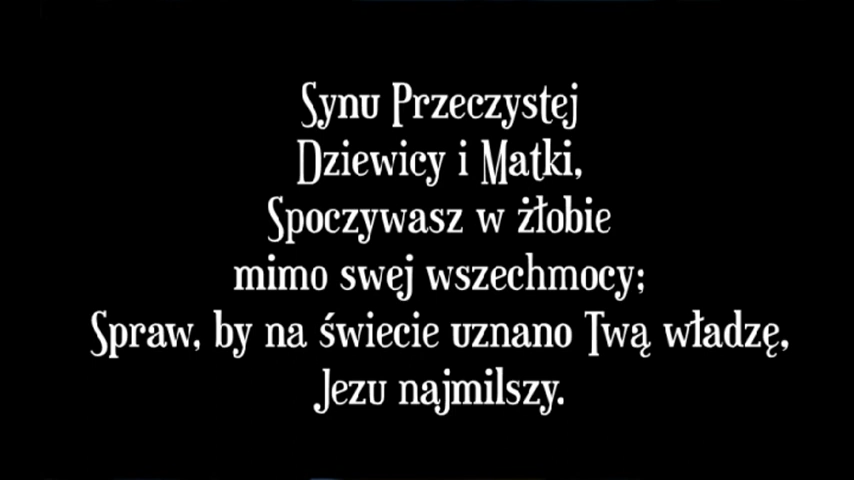 Synu Przeczystej
Dziewicy i Matki,
Spoczywasz w żłobie
mimo swej wszechmocy;
Spraw, by na świecie uznano Twą władzę,
Jezu najmilszy.